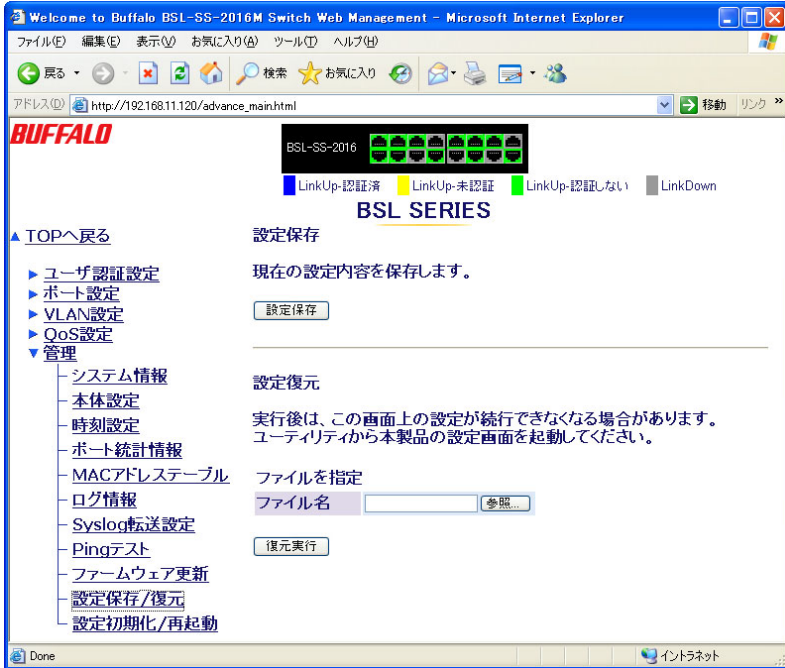 Welcome to Buffalo BSL-SS-2016M Switch Web Management - Microsoft Internet Explorer
ファイル(F) 編集(E) 表示(V) お気に入り(A) ツール(T) ヘルプ(H)
戻る 検索 お気に入り
アドレス(D) http://192.168.11.120/advance_main.html 移動 リンク »
BUFFALO
BSL-SS-2016
LinkUp-認証済 LinkUp-未認証 LinkUp-認証しない LinkDown
BSL SERIES
TOPへ戻る
ユーザ認証設定
ポート設定
VLAN設定
QoS設定
管理
システム情報
本体設定
時刻設定
ポート統計情報
MACアドレステーブル
ログ情報
Syslog転送設定
Pingテスト
ファームウェア更新
設定保存/復元
設定初期化/再起動
設定保存
現在の設定内容を保存します。
設定保存
設定復元
実行後は、この画面上の設定が続行できなくなる場合があります。
ユーティリティから本製品の設定画面を起動してください。
ファイルを指定
ファイル名 参照...
復元実行
Done イントラネット